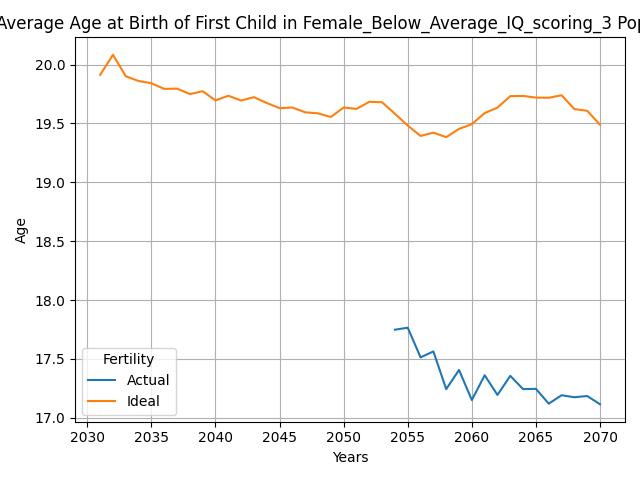 Average Age at Birth of First Child in Female_Below_Average_IQ_scoring_3
20.0
19.5
19.0
18.5
18.0
17.5
17.0
Age
Fertility
Actual
Ideal
2030 2035 2040 2045 2050 2055 2060 2065 2070
Years